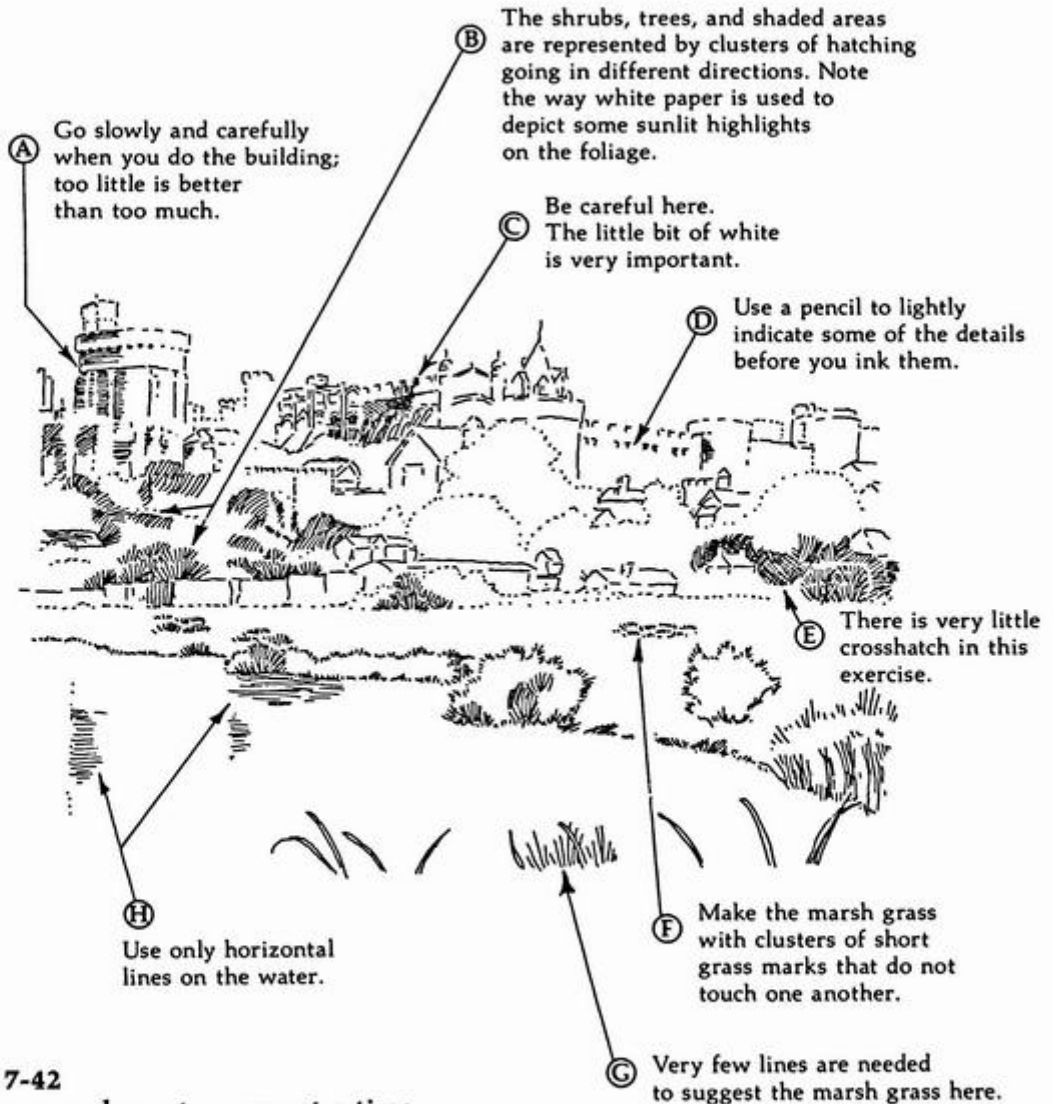 Ⓑ The shrubs, trees, and shaded areas
are represented by clusters of hatching
going in different directions. Note
the way white paper is used to
depict some sunlit highlights
on the foliage.
Ⓐ Go slowly and carefully
when you do the building;
too little is better
than too much.
Ⓒ Be careful here.
The little bit of white
is very important.
Ⓓ Use a pencil to lightly
indicate some of the details
before you ink them.
Ⓔ There is very little
crosshatch in this
exercise.
Ⓗ
Use only horizontal
lines on the water.
Ⓕ Make the marsh grass
with clusters of short
grass marks that do not
touch one another.
Ⓖ Very few lines are needed
to suggest the marsh grass here.
7-42